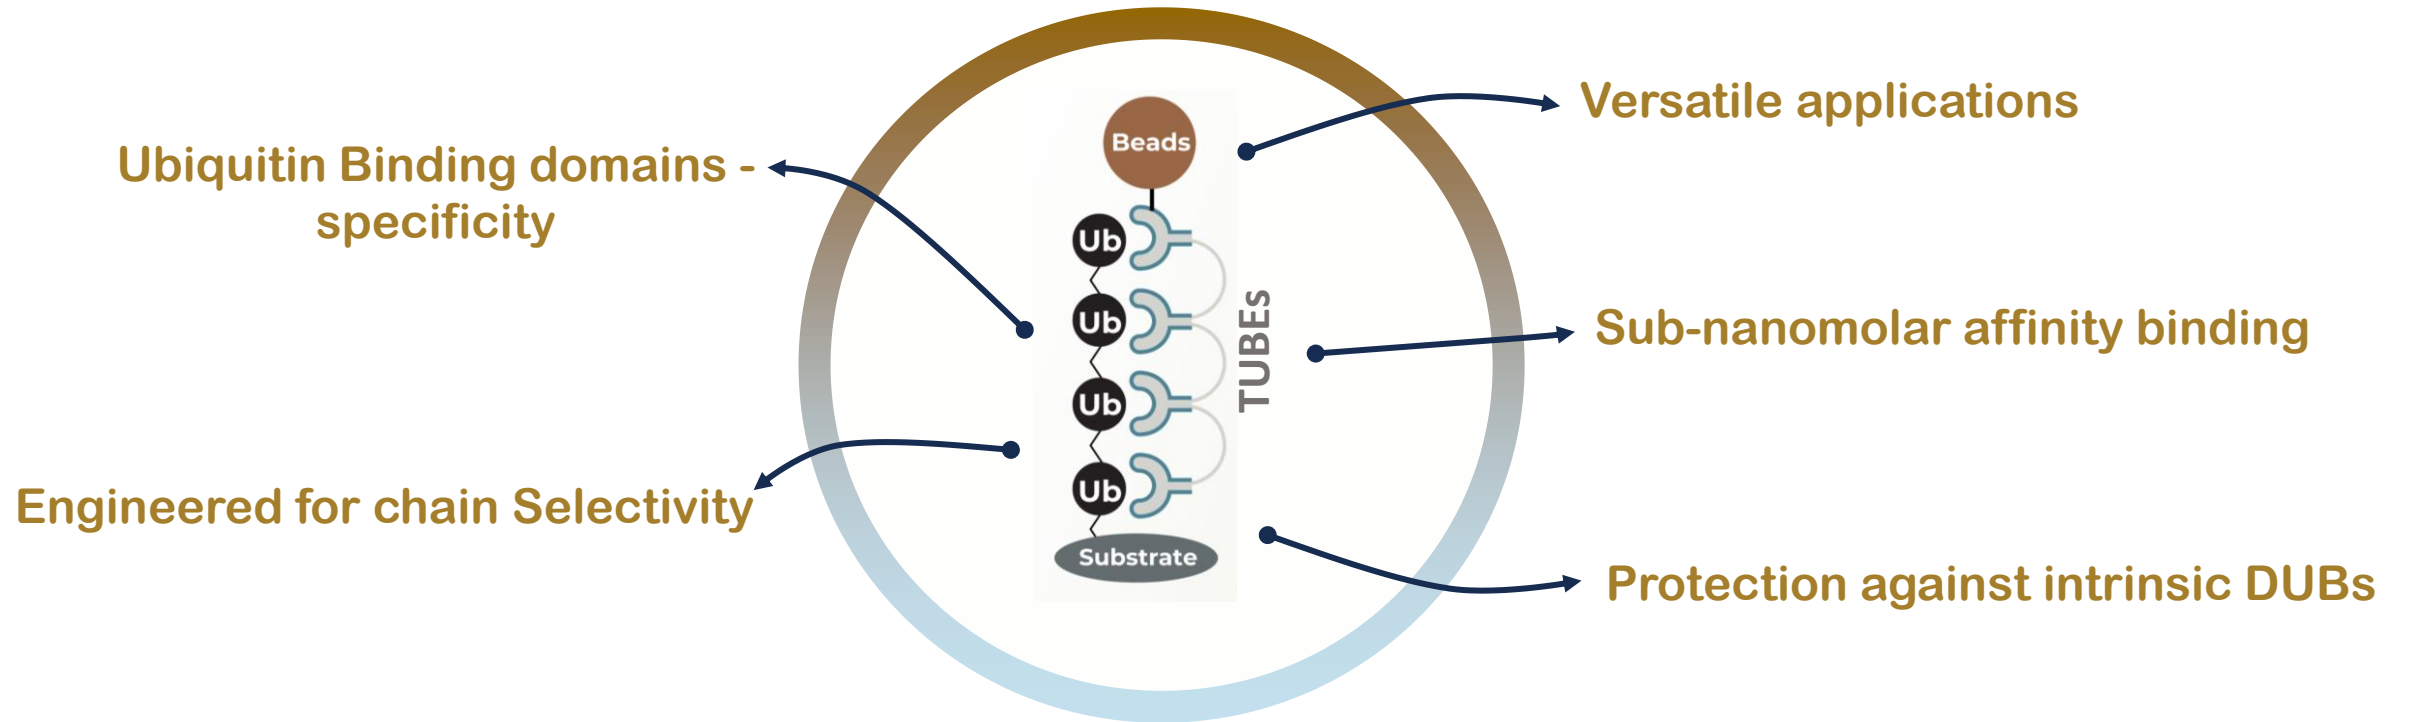 Versatile applications
Beads
Ubiquitin Binding domains -
specificity
Ub
Ub
Ub
Ub
TUBEs
Sub-nanomolar affinity binding
Engineered for chain Selectivity
Substrate
Protection against intrinsic DUBs